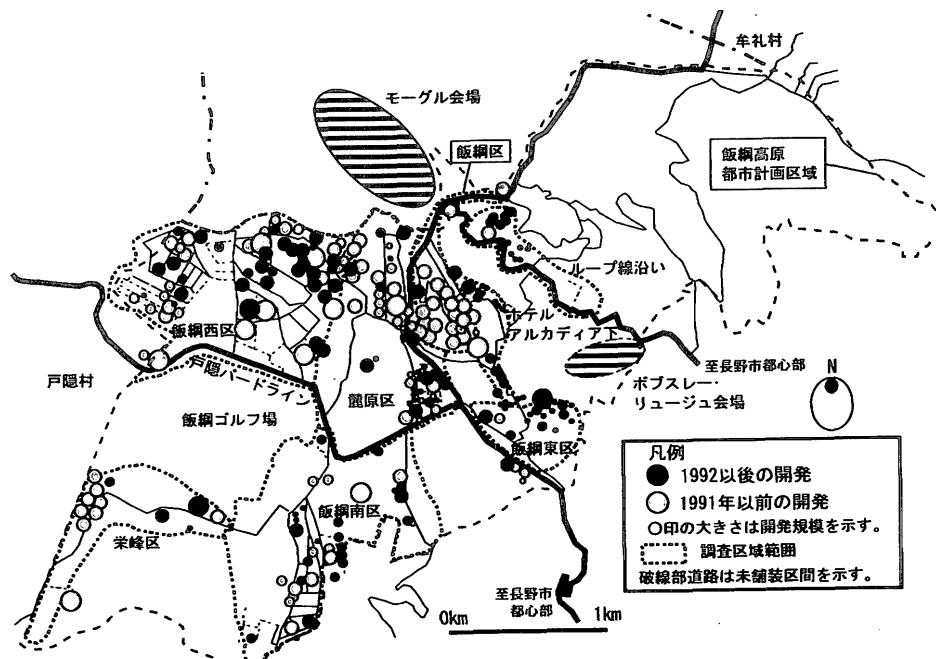 牟礼村
モーグル会場
飯綱区
飯綱高原
都市計画区域
ループ線沿い
ホテル
アルカディア下
飯綱西区
至長野市都心部
戸隠村
戸隠バードライン
ボブスレー・
リュージュ会場
N
麓原区
飯綱ゴルフ場
飯綱東区
凡例
1992以後の開発
1991年以前の開発
○印の大きさは開発規模を示す。
調査区域範囲
破線部道路は未舗装区間を示す。
飯綱南区
栄峰区
至長野市
都心部
0km 1km